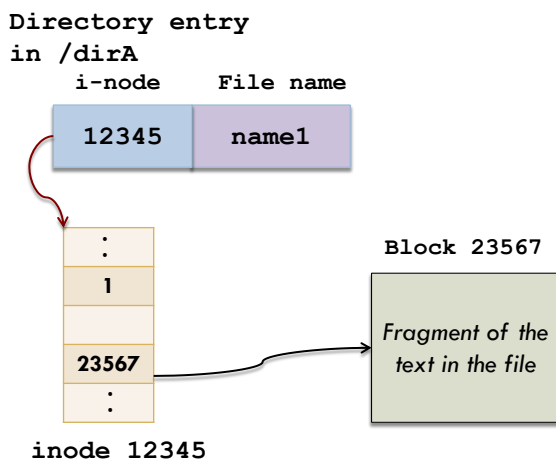 Directory entry
in /dirA
i-node File name
12345 name1
:
1
23567
:
inode 12345
Block 23567
Fragment of the
text in the file